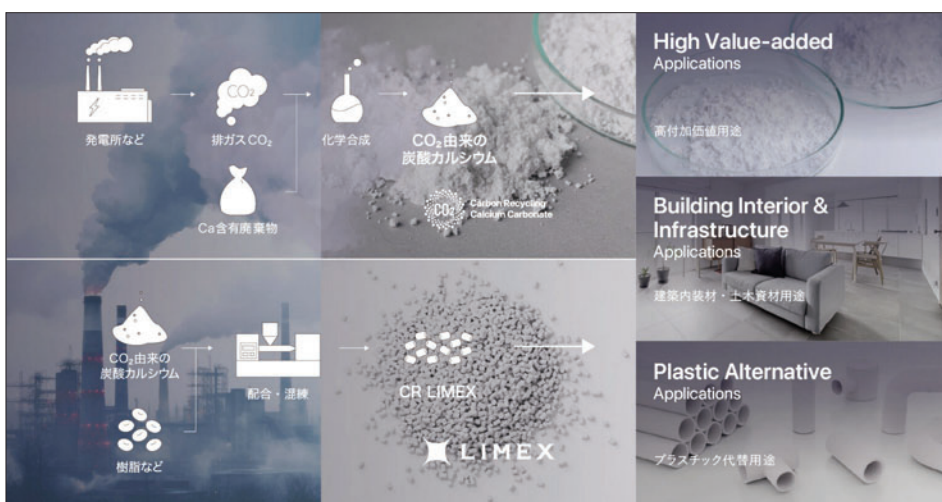 発電所など
CO₂
排ガスCO₂
Ca含有廃棄物
化学合成
CO₂由来の
炭酸カルシウム
CO₂
Carbon Recycling
Calcium Carbonate
CO₂由来の
炭酸カルシウム
樹脂など
配合・混練
CR LIMEX
LIMEX
High Value-added
Applications
高付加価値用途
Building Interior &
Infrastructure
Applications
建築内装材・土木資材用途
Plastic Alternative
Applications
プラスチック代替用途